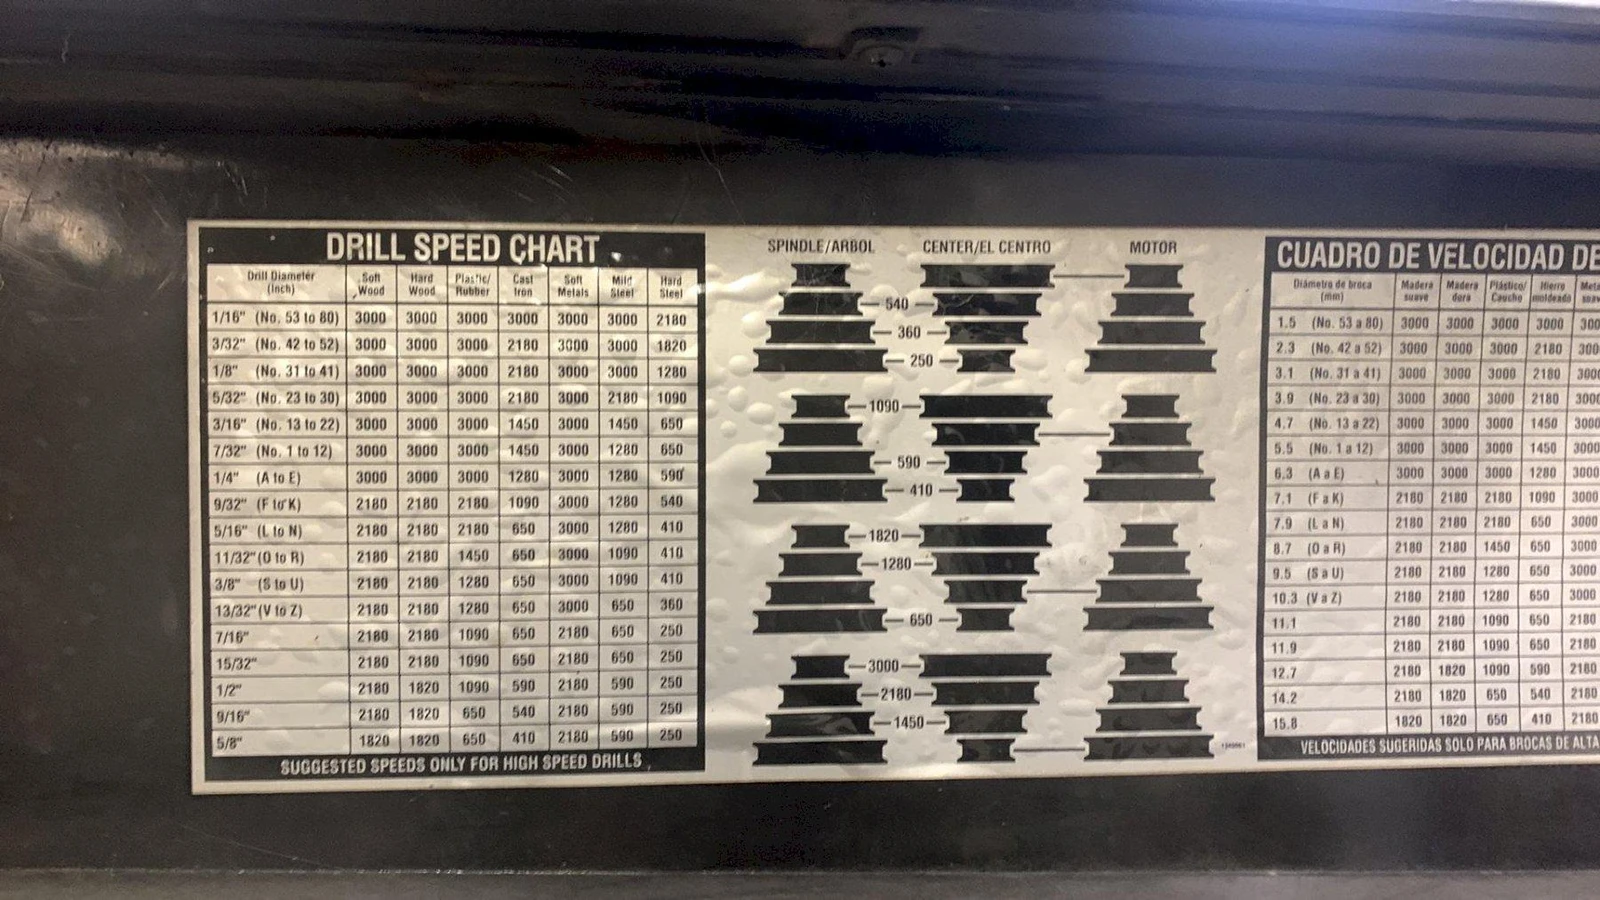 DRILL SPEED CHART
Drill Diameter (Inch) Soft Wood Hard Wood Plastic/ Rubber Cast Iron Soft Metals Mild Steel Hard Steel
1/16" (No. 53 to 80) 3000 3000 3000 3000 3000 3000 2180
3/32" (No. 42 to 52) 3000 3000 3000 2180 3000 3000 1820
1/8" (No. 31 to 41) 3000 3000 3000 2180 3000 3000 1280
5/32" (No. 23 to 30) 3000 3000 3000 2180 3000 2180 1090
3/16" (No. 13 to 22) 3000 3000 3000 1450 3000 1450 650
7/32" (No. 1 to 12) 3000 3000 3000 1450 3000 1280 650
1/4" (A to E) 3000 3000 3000 1280 3000 1280 590
9/32" (F to K) 2180 2180 2180 1090 3000 1280 540
5/16" (L to N) 2180 2180 2180 650 3000 1280 410
11/32" (O to R) 2180 2180 1450 650 3000 1090 410
3/8" (S to U) 2180 2180 1280 650 3000 1090 410
13/32" (V to Z) 2180 2180 1280 650 3000 650 360
7/16" 2180 2180 1090 650 2180 650 250
15/32" 2180 2180 1090 650 2180 650 250
1/2" 2180 1820 1090 590 2180 590 250
9/16" 2180 1820 650 540 2180 590 250
5/8" 1820 1820 650 410 2180 590 250
SUGGESTED SPEEDS ONLY FOR HIGH SPEED DRILLS
SPINDLE/ARBOL CENTER/EL CENTRO MOTOR
540
360
250
1090
590
410
1820
1280
650
3000
2180
1450
CUADRO DE VELOCIDAD DE
Diámetro de broca (mm) Madera suave Madera dura Plástico/ Caucho Hierro moldeado
1.5 (No. 53 a 80) 3000 3000 3000 3000 300
2.3 (No. 42 a 52) 3000 3000 3000 2180 300
3.1 (No. 31 a 41) 3000 3000 3000 2180 300
3.9 (No. 23 a 30) 3000 3000 3000 2180 3000
4.7 (No. 13 a 22) 3000 3000 3000 1450 3000
5.5 (No. 1 a 12) 3000 3000 3000 1450 3000
6.3 (A a E) 3000 3000 3000 1280 3000
7.1 (F a K) 2180 2180 2180 1090 3000
7.9 (L a N) 2180 2180 2180 650 3000
8.7 (O a R) 2180 2180 1450 650 3000
9.5 (S a U) 2180 2180 1280 650 3000
10.3 (V a Z) 2180 2180 1280 650 3000
11.1 2180 2180 1090 650 2180
11.9 2180 2180 1090 650 2180
12.7 2180 1820 1090 590 2180
14.2 2180 1820 650 540 2180
15.8 1820 1820 650 410 2180
VELOCIDADES SUGERIDAS SOLO PARA BROCAS DE ALTA